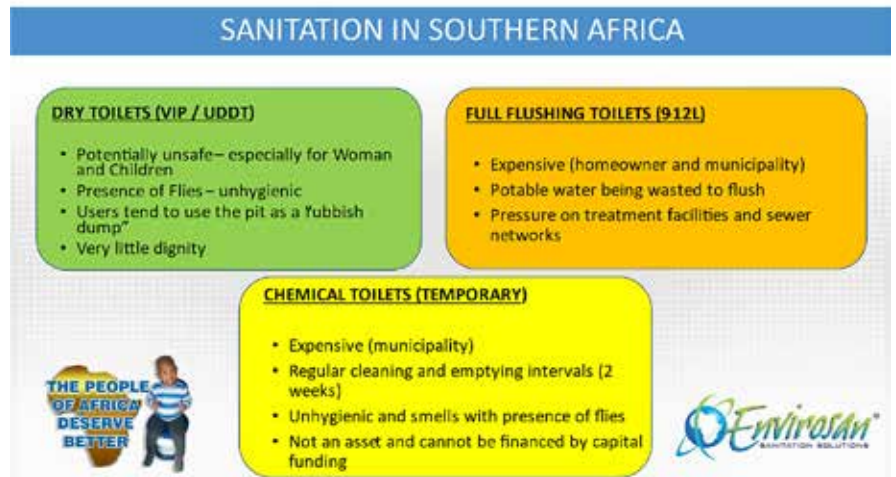 SANITATION IN SOUTHERN AFRICA
DRY TOILETS (VIP / UDDT)
• Potentially unsafe – especially for Woman
and Children
• Presence of Flies – unhygienic
• Users tend to use the pit as a "ubbish
dump"
• Very little dignity
FULL FLUSHING TOILETS (912L)
• Expensive (homeowner and municipality)
• Potable water being wasted to flush
• Pressure on treatment facilities and sewer
networks
CHEMICAL TOILETS (TEMPORARY)
• Expensive (municipality)
• Regular cleaning and emptying intervals (2
weeks)
• Unhygienic and smells with presence of flies
• Not an asset and cannot be financed by capital
funding
THE PEOPLE
OF AFRICA
DESERVE
BETTER
Envirosan®
SANITATION SOLUTIONS